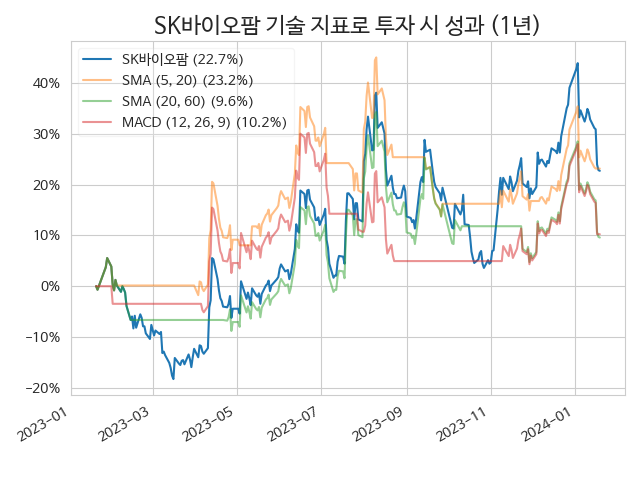 SK바이오팜 기술 지표로 투자 시 성과 (1년)
SK바이오팜 (22.7%)
SMA (5, 20) (23.2%)
SMA (20, 60) (9.6%)
MACD (12, 26, 9) (10.2%)
40%
30%
20%
10%
0%
−10%
−20%
2023-01
2023-03
2023-05
2023-07
2023-09
2023-11
2024-01